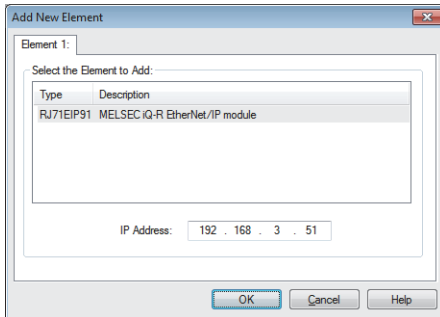 Add New Element
Element 1:
Select the Element to Add:
Type Description
RJ71EIP91 MELSEC iQ-R EtherNet/IP module
IP Address: 192 . 168 . 3 . 51
OK Cancel Help